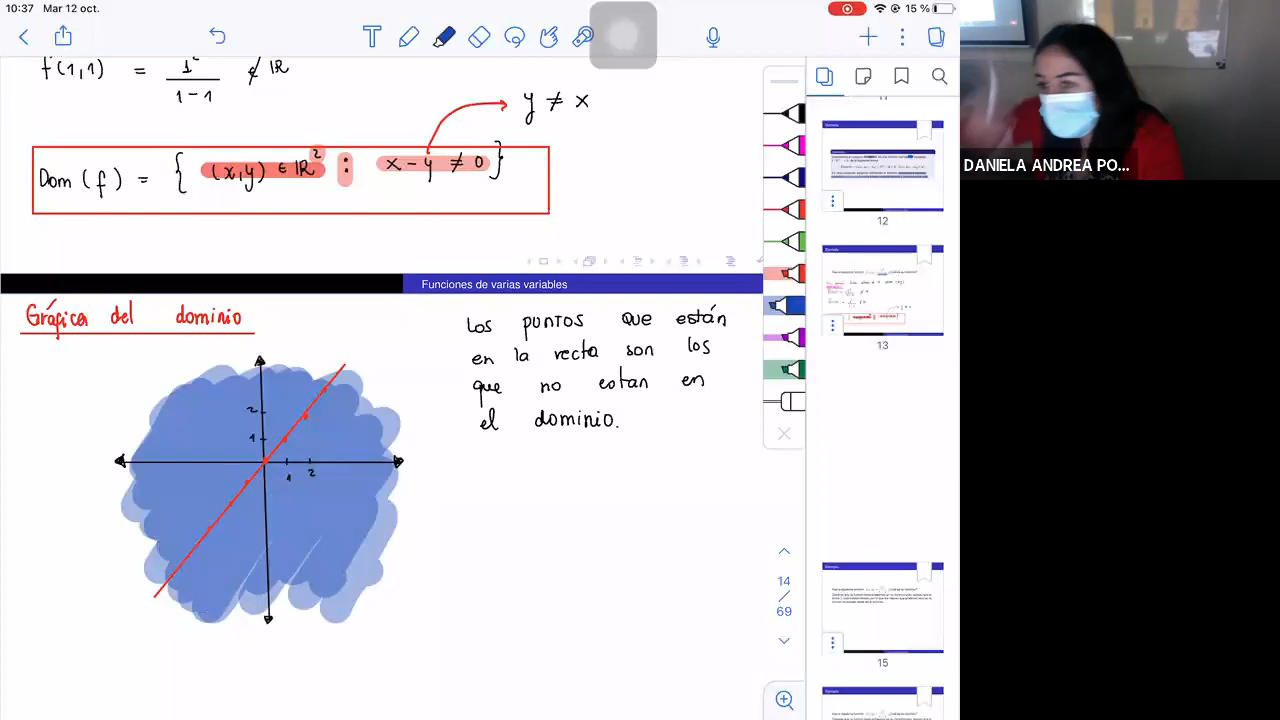 10:37 Mar 12 oct.
15 %
f(1,1) = 1² / 1-1 ∉ ℝ
y ≠ x
Dom (f) = { (x,y) ∈ ℝ² : x - y ≠ 0 }
Funciones de varias variables
Gráfica del dominio
Los puntos que están
en la recta son los
que no estan en
el dominio.
2
1
1 2
14
69
12
13
15
DANIELA ANDREA PO...